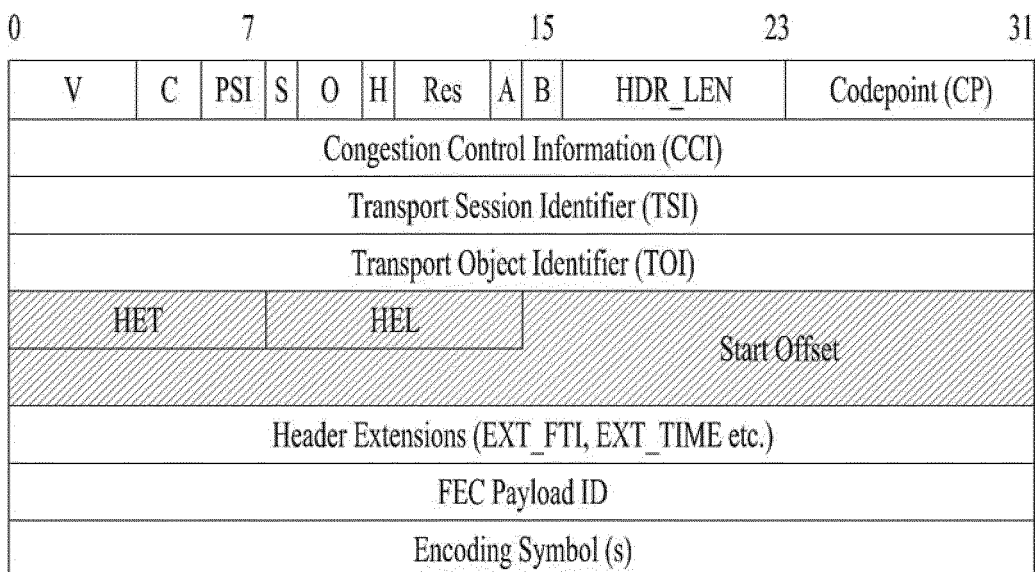 0 7 15 23 31
V C PSI S O H Res A B HDR_LEN Codepoint (CP)
Congestion Control Information (CCI)
Transport Session Identifier (TSI)
Transport Object Identifier (TOI)
HET HEL
Start Offset
Header Extensions (EXT_FTI, EXT_TIME etc.)
FEC Payload ID
Encoding Symbol (s)